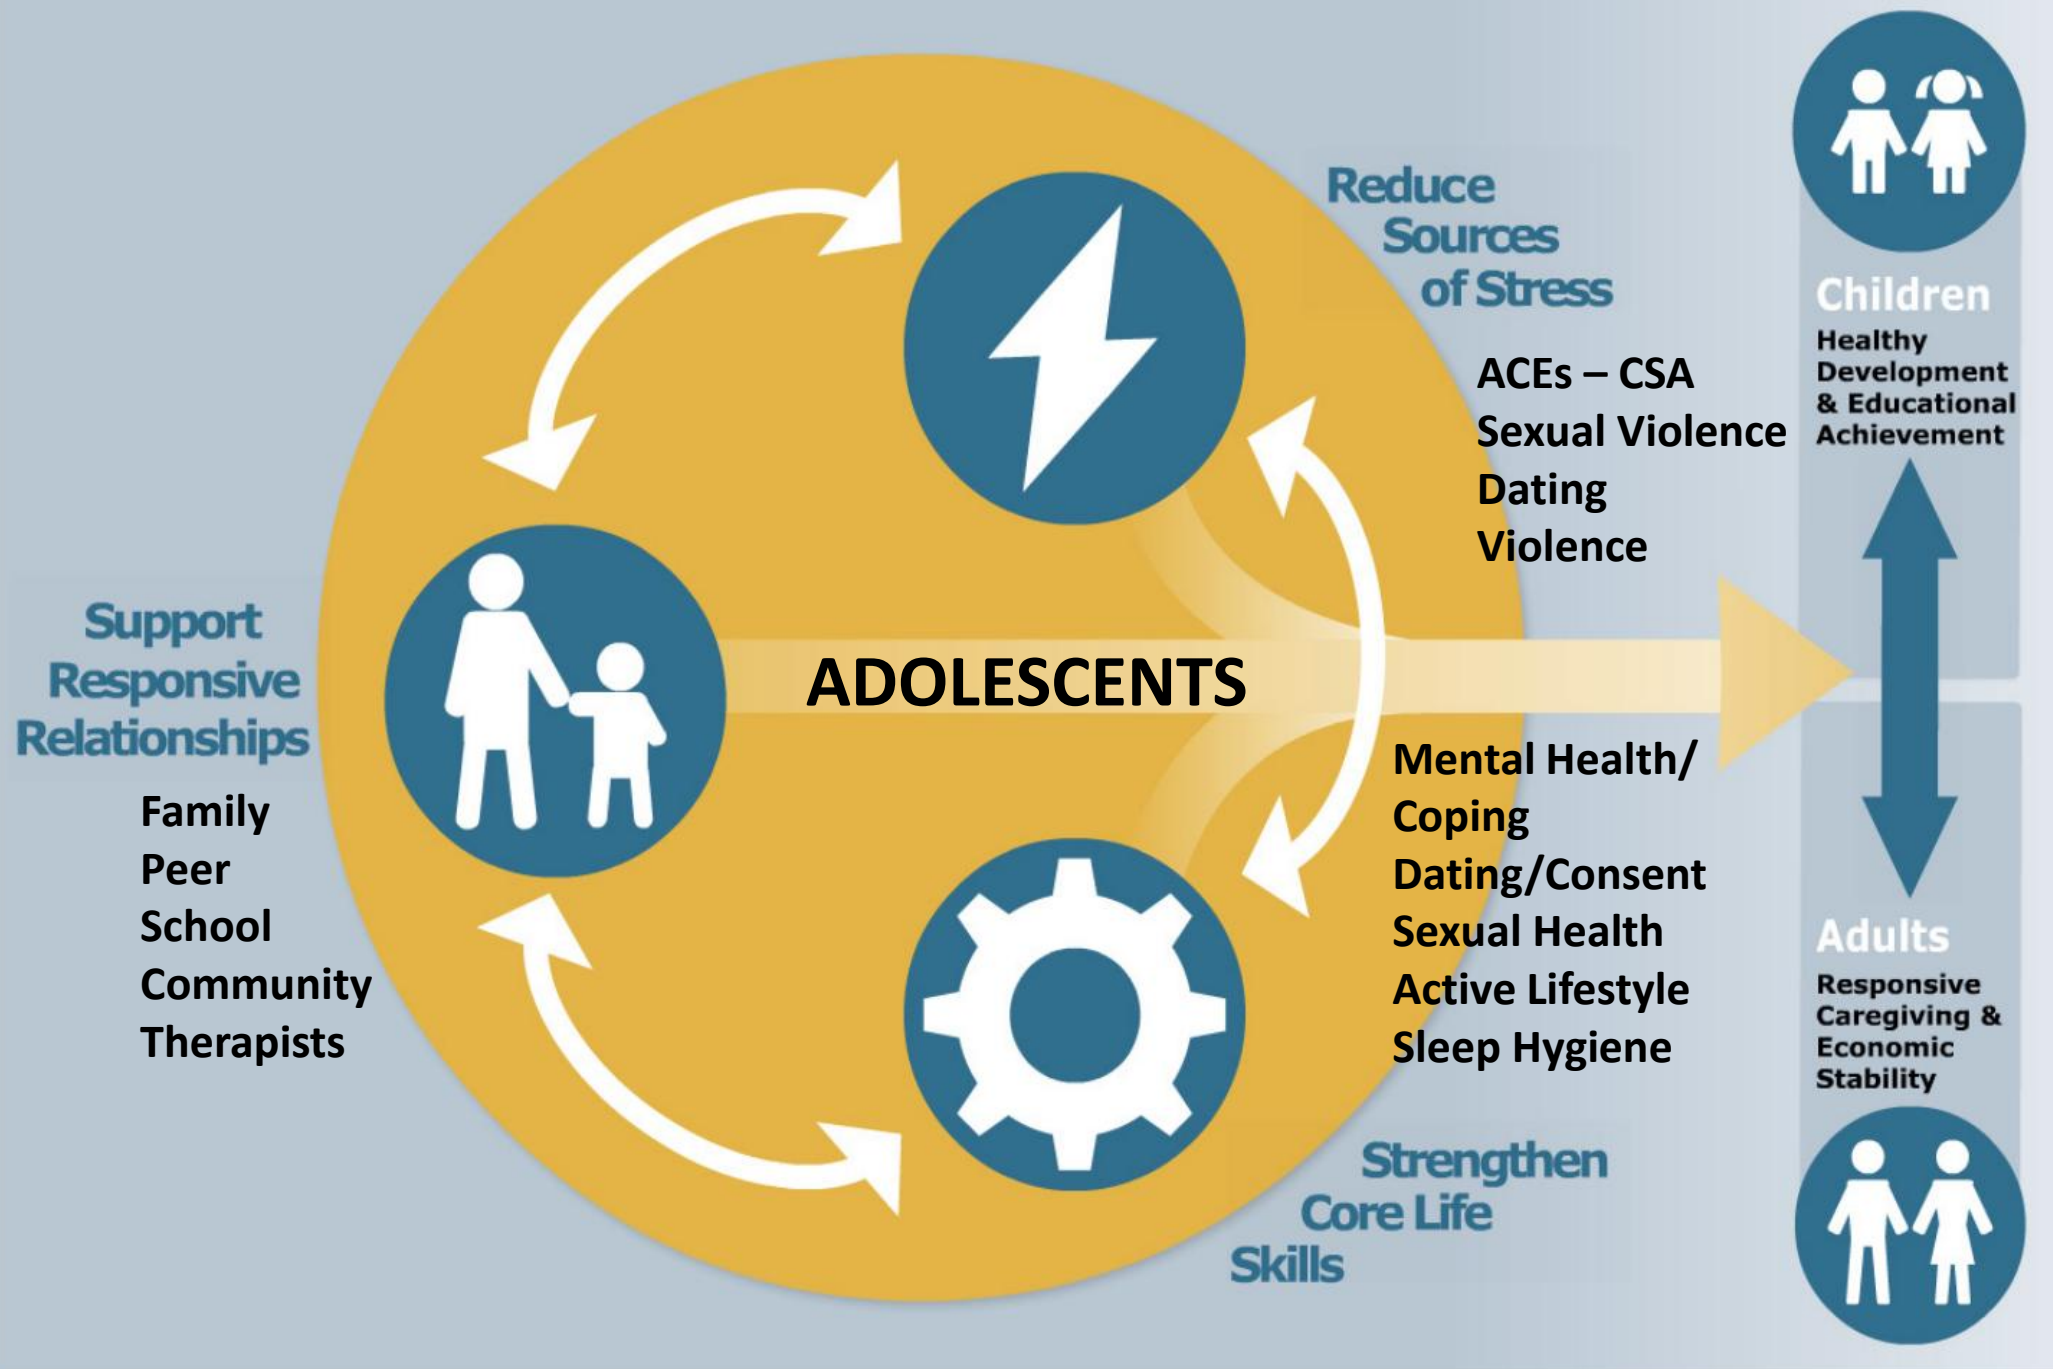 Reduce
Sources
of Stress
ACEs – CSA
Sexual Violence
Dating
Violence
Support
Responsive
Relationships
Family
Peer
School
Community
Therapists
ADOLESCENTS
Mental Health/
Coping
Dating/Consent
Sexual Health
Active Lifestyle
Sleep Hygiene
Strengthen
Core Life
Skills
Children
Healthy
Development
& Educational
Achievement
Adults
Responsive
Caregiving &
Economic
Stability